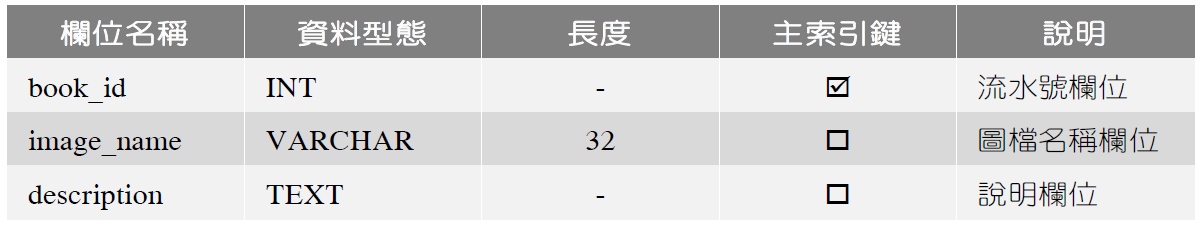 欄位名稱 資料型態 長度 主索引鍵 說明
book_id INT - ☑ 流水號欄位
image_name VARCHAR 32 ☐ 圖檔名稱欄位
description TEXT - ☐ 說明欄位